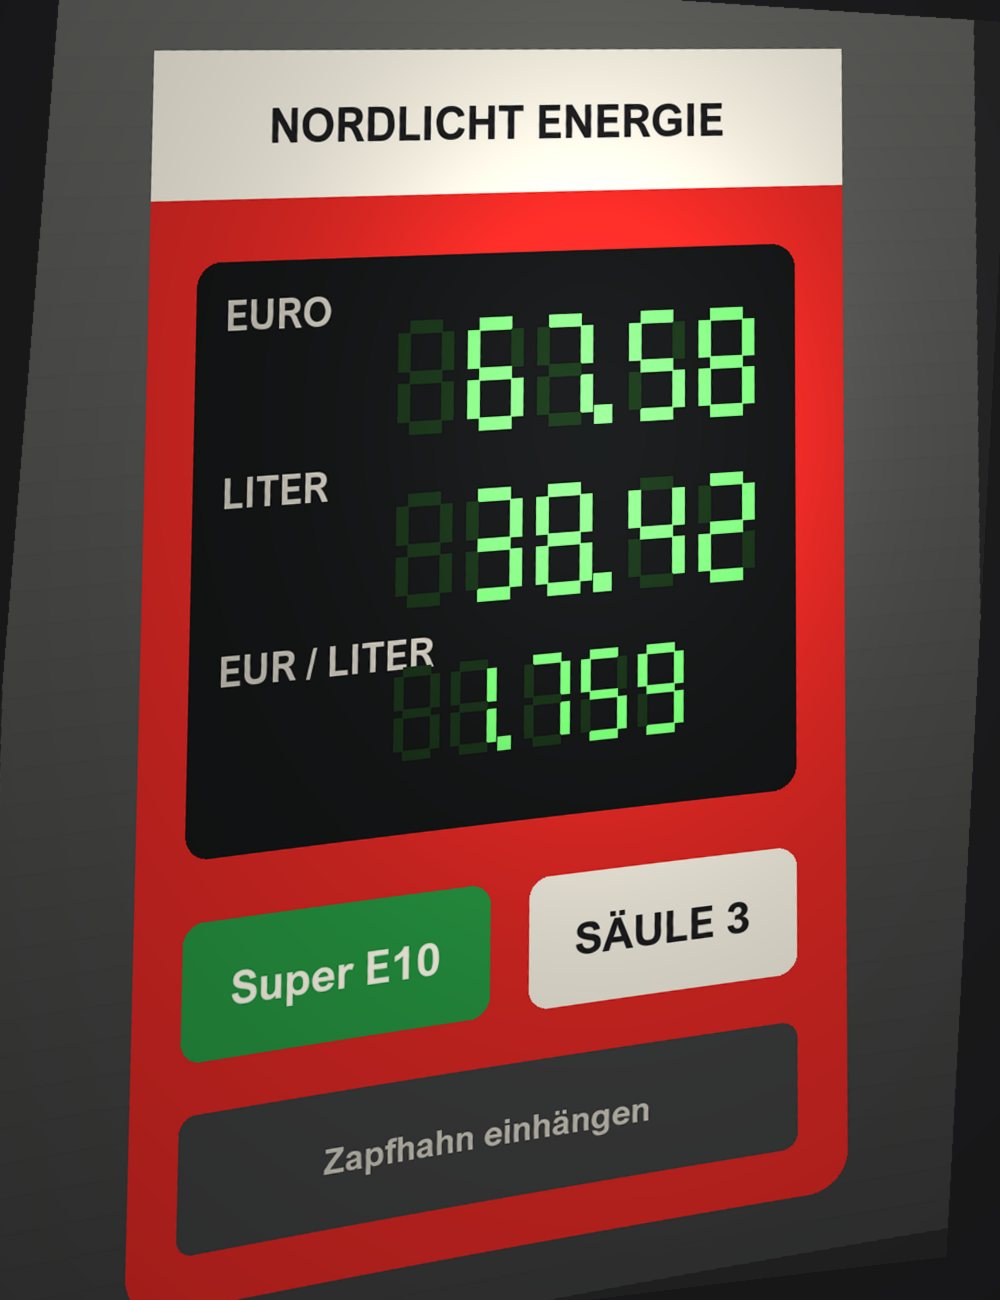 NORDLICHT ENERGIE
EURO
67.58
LITER
38.42
EUR / LITER
1.759
Super E10
SÄULE 3
Zapfhahn einhängen